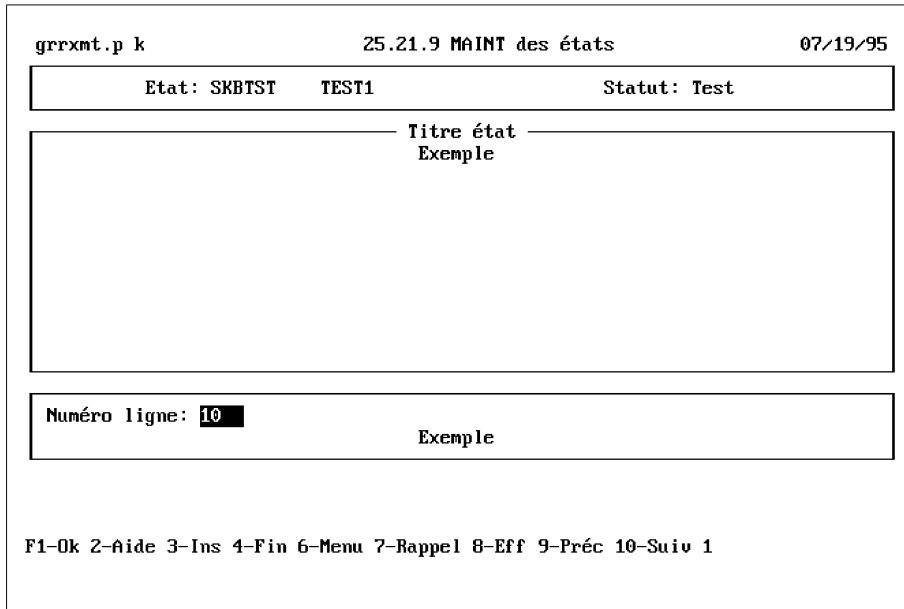 grrxmt.p k 25.21.9 MAINT des états 07/19/95
Etat: SKBTST TEST1 Statut: Test
Titre état
Exemple
Numéro ligne: 10
Exemple
F1-Ok 2-Aide 3-Ins 4-Fin 6-Menu 7-Rappel 8-Eff 9-Préc 10-Suiv 1